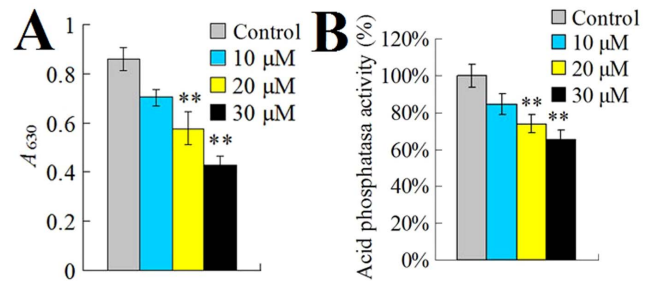 A
A630
1
0.8
0.6
0.4
0.2
0
Control
10 μM
20 μM
30 μM
**
**
B
Acid phosphatasa activity (%)
120%
100%
80%
60%
40%
20%
0%
Control
10 μM
20 μM
30 μM
**
**